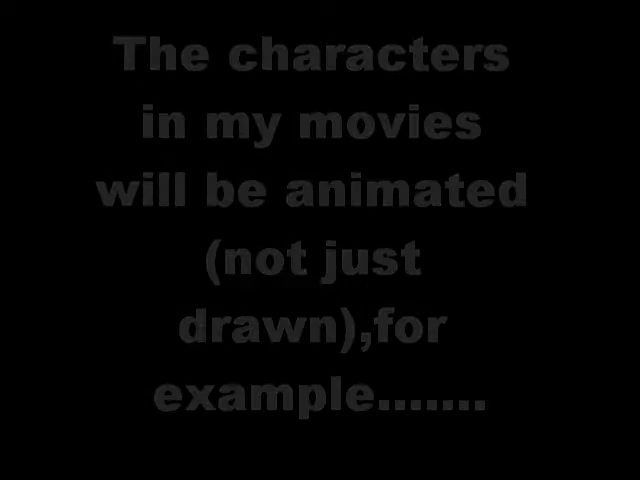 The characters
in my movies
will be animated
(not just
drawn),for
example.......